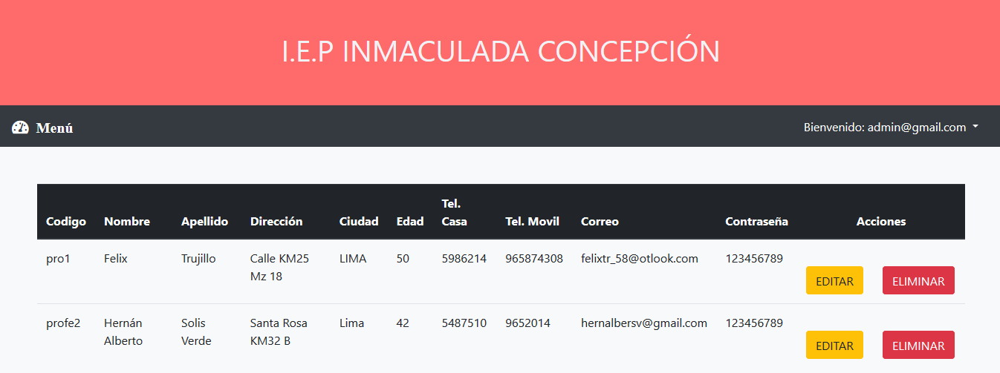 I.E.P INMACULADA CONCEPCIÓN
Menú
Bienvenido: admin@gmail.com
Codigo Nombre Apellido Dirección Ciudad Edad Tel. Casa Tel. Movil Correo Contraseña Acciones
pro1 Felix Trujillo Calle KM25 Mz 18 LIMA 50 5986214 965874308 felixtr_58@otlook.com 123456789 EDITAR ELIMINAR
profe2 Hernán Alberto Solis Verde Santa Rosa KM32 B Lima 42 5487510 9652014 hernalbersv@gmail.com 123456789 EDITAR ELIMINAR